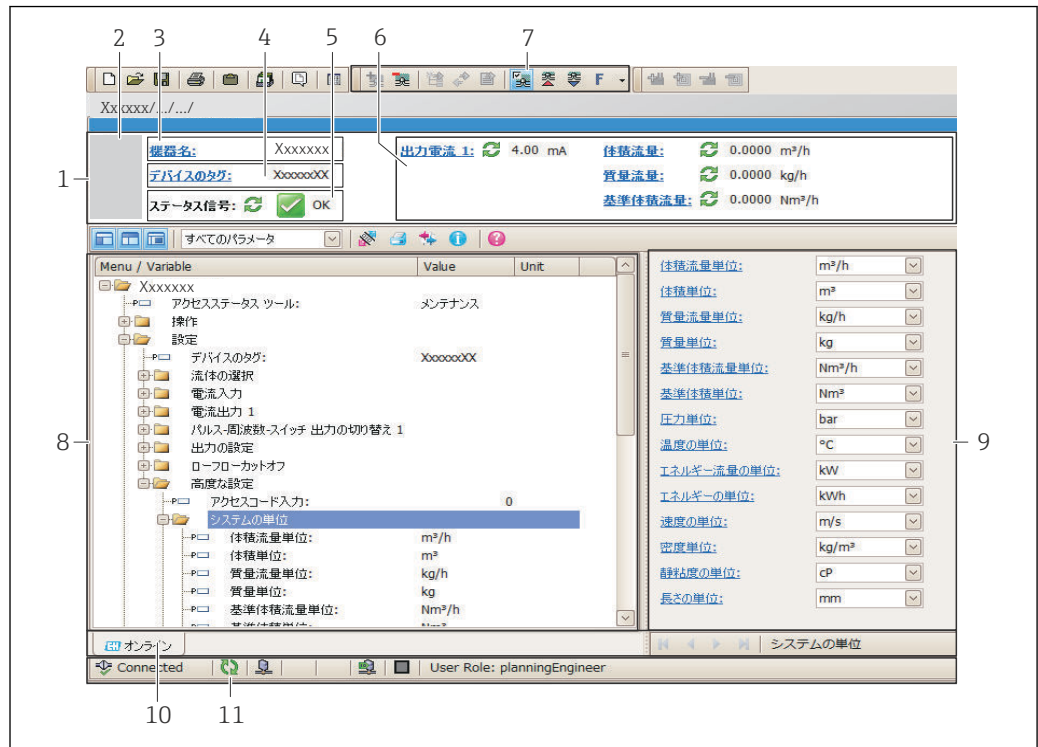 2 3 4 5 6 7
F
Xxxxxx/../../
1
機器名: Xxxxxxx
デバイスのタグ: XxxxxxXX
ステータス信号: OK
出力電流 1: 4.00 mA
体積流量: 0.0000 m³/h
質量流量: 0.0000 kg/h
基準体積流量: 0.0000 Nm³/h
すべてのパラメータ
8
Menu / Variable Value Unit
Xxxxxxx
アクセスステータス ツール: メンテナンス
操作
設定
デバイスのタグ: XxxxxxXX
流体の選択
電流入力
電流出力 1
パルス-周波数-スイッチ 出力の切り替え 1
出力の設定
ローフローカットオフ
高度な設定
アクセスコード入力: 0
システムの単位
体積流量単位: m³/h
体積単位: m³
質量流量単位: kg/h
質量単位: kg
基準体積流量単位: Nm³/h
基準体積単位: Nm³
9
体積流量単位: m³/h
体積単位: m³
質量流量単位: kg/h
質量単位: kg
基準体積流量単位: Nm³/h
基準体積単位: Nm³
圧力単位: bar
温度の単位: °C
エネルギー流量の単位: kW
エネルギーの単位: kWh
速度の単位: m/s
密度単位: kg/m³
静粘度の単位: cP
長さの単位: mm
オンライン
システムの単位
Connected User Role: planningEngineer
10 11